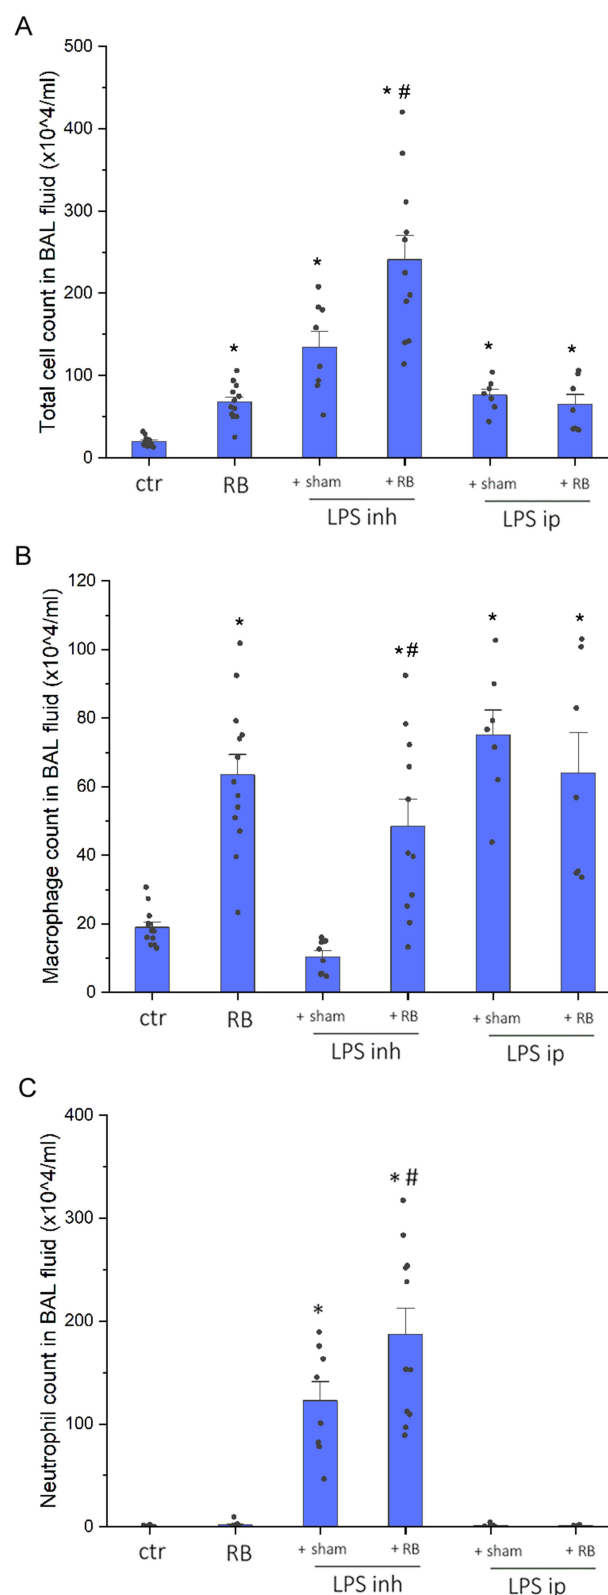 A
Total cell count in BAL fluid (x10^4/ml)
500
400
300
200
100
0
* # 
*
*
*
*
ctr RB + sham + RB + sham + RB
LPS inh LPS ip
B
Macrophage count in BAL fluid (x10^4/ml)
120
100
80
60
40
20
0
*
*#
*
*
ctr RB + sham + RB + sham + RB
LPS inh LPS ip
C
Neutrophil count in BAL fluid (x10^4/ml)
400
300
200
100
0
* #
*
ctr RB + sham + RB + sham + RB
LPS inh LPS ip